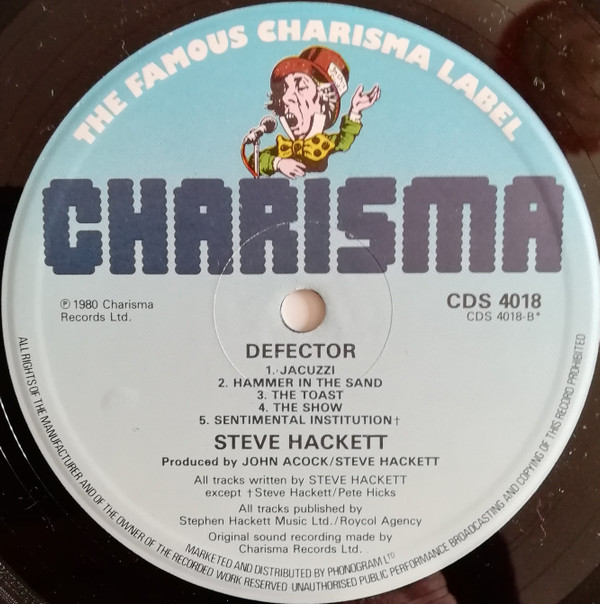 THE FAMOUS CHARISMA LABEL
CHARISMA
℗ 1980 Charisma
Records Ltd.
CDS 4018
CDS 4018-B*
DEFECTOR
1. JACUZZI
2. HAMMER IN THE SAND
3. THE TOAST
4. THE SHOW
5. SENTIMENTAL INSTITUTION†
STEVE HACKETT
Produced by JOHN ACOCK/STEVE HACKETT
All tracks written by STEVE HACKETT
except †Steve Hackett/Pete Hicks
All tracks published by
Stephen Hackett Music Ltd./Roycol Agency
Original sound recording made by
Charisma Records Ltd.
MARKETED AND DISTRIBUTED BY PHONOGRAM LTD
ALL RIGHTS OF THE MANUFACTURER AND OF THE OWNER OF THE RECORDED WORK RESERVED UNAUTHORISED PUBLIC PERFORMANCE BROADCASTING AND COPYING OF THIS RECORD PROHIBITED